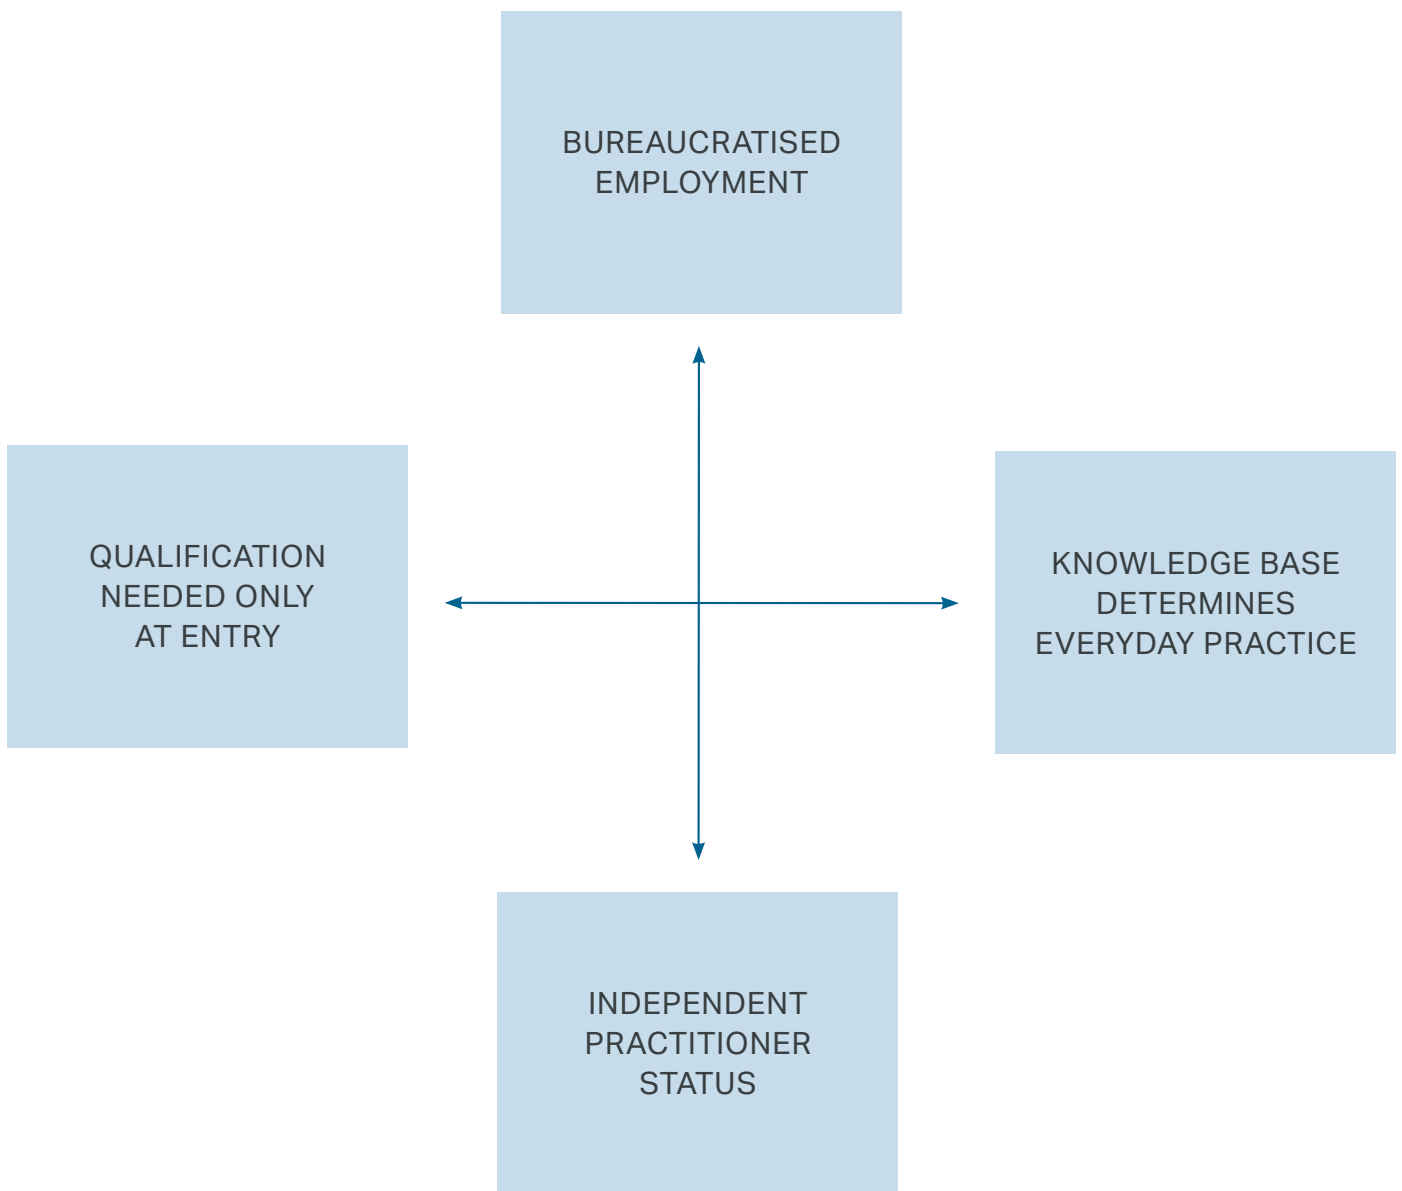 BUREAUCRATISED
EMPLOYMENT
QUALIFICATION
NEEDED ONLY
AT ENTRY
KNOWLEDGE BASE
DETERMINES
EVERYDAY PRACTICE
INDEPENDENT
PRACTITIONER
STATUS